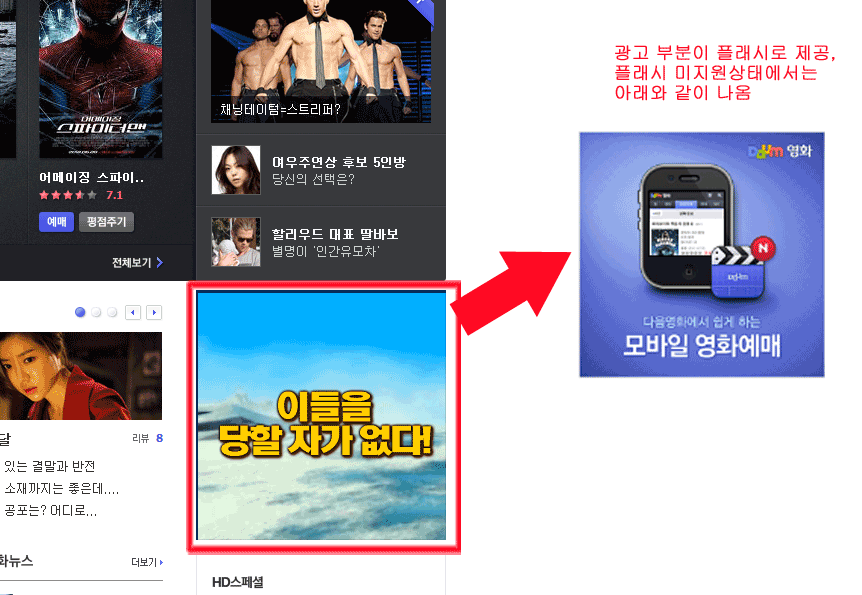 어메이징
스파이더맨
어메이징 스파이..
7.1
예매 평점주기
전체보기
채닝테이텀=스트리퍼?
여우주연상 후보 5인방
당신의 선택은?
할리우드 대표 딸바보
별명이 '인간유모차'
달
리뷰 8
있는 결말과 반전
소재까지는 좋은데....
공포는? 어디로...
화뉴스
더보기
이들을
당할 자가 없다!
HD스페셜
광고 부분이 플래시로 제공,
플래시 미지원상태에서는
아래와 같이 나옴
Daum 영화
N
Daum
다음영화에서 쉽게 하는
모바일 영화예매